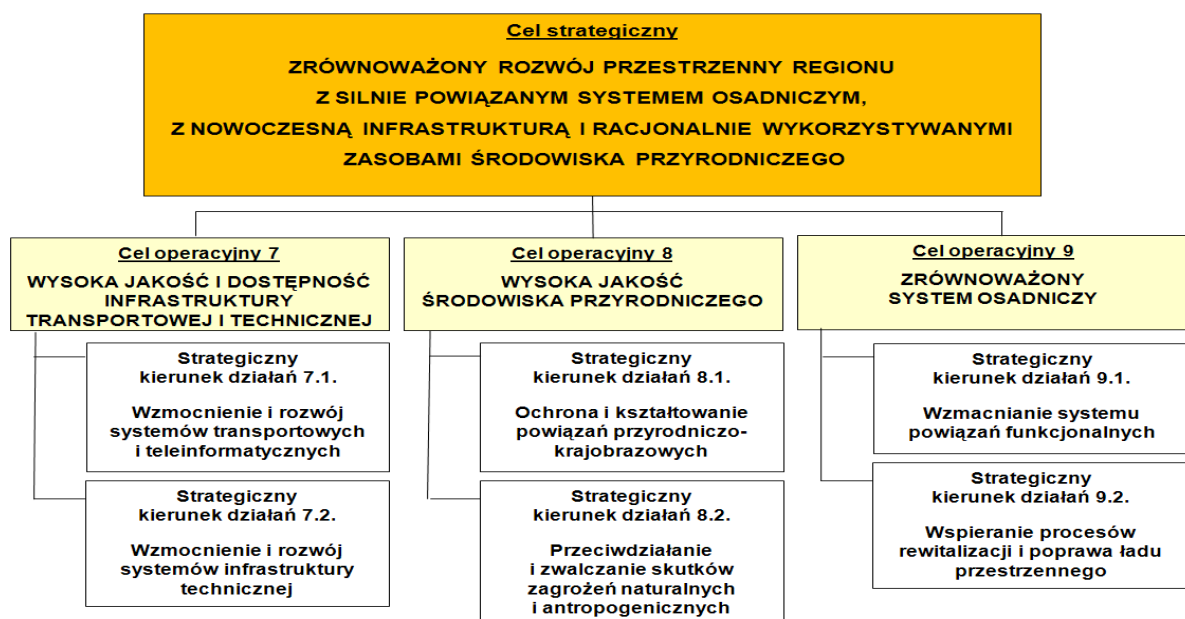 Cel strategiczny
ZRÓWNOWAŻONY ROZWÓJ PRZESTRZENNY REGIONU
Z SILNIE POWIĄZANYM SYSTEMEM OSADNICZYM,
Z NOWOCZESNĄ INFRASTRUKTURĄ I RACJONALNIE WYKORZYSTYWANYMI
ZASOBAMI ŚRODOWISKA PRZYRODNICZEGO
Cel operacyjny 7
WYSOKA JAKOŚĆ I DOSTĘPNOŚĆ
INFRASTRUKTURY
TRANSPORTOWEJ I TECHNICZNEJ
Strategiczny
kierunek działań 7.1.
Wzmocnienie i rozwój
systemów transportowych
i teleinformatycznych
Strategiczny
kierunek działań 7.2.
Wzmocnienie i rozwój
systemów infrastruktury
technicznej
Cel operacyjny 8
WYSOKA JAKOŚĆ
ŚRODOWISKA PRZYRODNICZEGO
Strategiczny
kierunek działań 8.1.
Ochrona i kształtowanie
powiązań przyrodniczo-
krajobrazowych
Strategiczny
kierunek działań 8.2.
Przeciwdziałanie
i zwalczanie skutków
zagrożeń naturalnych
i antropogenicznych
Cel operacyjny 9
ZRÓWNOWAŻONY
SYSTEM OSADNICZY
Strategiczny
kierunek działań 9.1.
Wzmacnianie systemu
powiązań funkcjonalnych
Strategiczny
kierunek działań 9.2.
Wspieranie procesów
rewitalizacji i poprawa ładu
przestrzennego